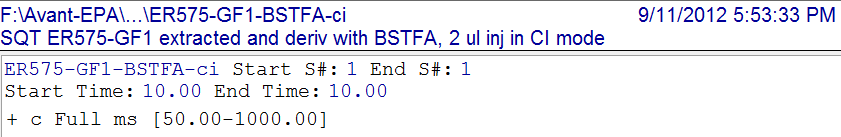 F:\Avant-EPA\...\ER575-GF1-BSTFA-ci 9/11/2012 5:53:33 PM
SQT ER575-GF1 extracted and deriv with BSTFA, 2 ul inj in CI mode
ER575-GF1-BSTFA-ci Start S#: 1 End S#: 1
Start Time: 10.00 End Time: 10.00
+ c Full ms [50.00-1000.00]